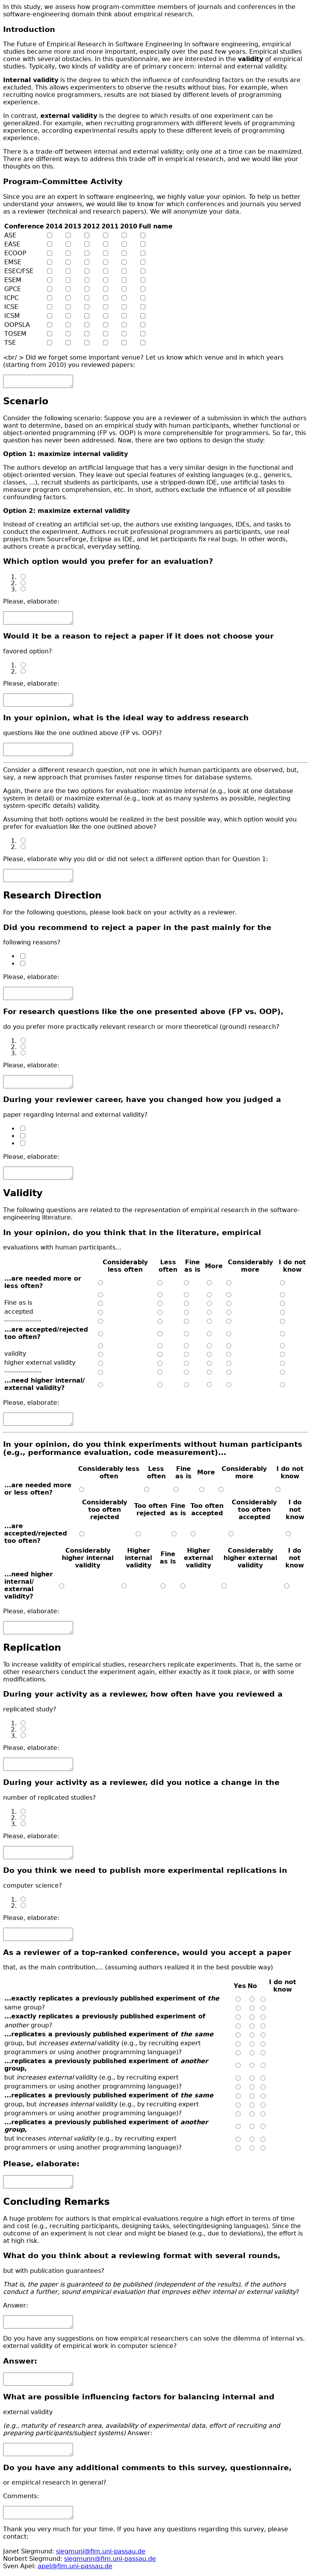 In this study, we assess how program-committee members of journals and conferences in the
software-engineering domain think about empirical research.
Introduction
The Future of Empirical Research in Software Engineering In software engineering, empirical
studies became more and more important, especially over the past few years. Empirical studies
come with several obstacles. In this questionnaire, we are interested in the validity of empirical
studies. Typically, two kinds of validity are of primary concern: internal and external validity.
Internal validity is the degree to which the influence of confounding factors on the results are
excluded. This allows experimenters to observe the results without bias. For example, when
recruiting novice programmers, results are not biased by different levels of programming
experience.
In contrast, external validity is the degree to which results of one experiment can be
generalized. For example, when recruiting programmers with different levels of programming
experience, according experimental results apply to these different levels of programming
experience.
There is a trade-off between internal and external validity; only one at a time can be maximized.
There are different ways to address this trade off in empirical research, and we would like your
thoughts on this.
Program-Committee Activity
Since you are an expert in software engineering, we highly value your opinion. To help us better
understand your answers, we would like to know for which conferences and journals you served
as a reviewer (technical and research papers). We will anonymize your data.
Conference 2014 2013 2012 2011 2010 Full name
ASE
EASE
ECOOP
EMSE
ESEC/FSE
ESEM
GPCE
ICPC
ICSE
ICSM
OOPSLA
TOSEM
TSE
<br/ > Did we forget some important venue? Let us know which venue and in which years
(starting from 2010) you reviewed papers:
Scenario
Consider the following scenario: Suppose you are a reviewer of a submission in which the authors
want to determine, based on an empirical study with human participants, whether functional or
object-oriented programming (FP vs. OOP) is more comprehensible for programmers. So far, this
question has never been addressed. Now, there are two options to design the study:
Option 1: maximize internal validity
The authors develop an artificial language that has a very similar design in the functional and
object-oriented version. They leave out special features of existing languages (e.g., generics,
classes, ...), recruit students as participants, use a stripped-down IDE, use artificial tasks to
measure program comprehension, etc. In short, authors exclude the influence of all possible
confounding factors.
Option 2: maximize external validity
Instead of creating an artificial set-up, the authors use existing languages, IDEs, and tasks to
conduct the experiment. Authors recruit professional programmers as participants, use real
projects from SourceForge, Eclipse as IDE, and let participants fix real bugs. In other words,
authors create a practical, everyday setting.
Which option would you prefer for an evaluation?
1.
2.
3.
Please, elaborate:
Would it be a reason to reject a paper if it does not choose your
favored option?
1.
2.
Please, elaborate:
In your opinion, what is the ideal way to address research
questions like the one outlined above (FP vs. OOP)?
Consider a different research question, not one in which human participants are observed, but,
say, a new approach that promises faster response times for database systems.
Again, there are the two options for evaluation: maximize internal (e.g., look at one database
system in detail) or maximize external (e.g., look at as many systems as possible, neglecting
system-specific details) validity.
Assuming that both options would be realized in the best possible way, which option would you
prefer for evaluation like the one outlined above?
1.
2.
Please, elaborate why you did or did not select a different option than for Question 1:
Research Direction
For the following questions, please look back on your activity as a reviewer.
Did you recommend to reject a paper in the past mainly for the
following reasons?
Please, elaborate:
For research questions like the one presented above (FP vs. OOP),
do you prefer more practically relevant research or more theoretical (ground) research?
1.
2.
3.
Please, elaborate:
During your reviewer career, have you changed how you judged a
paper regarding internal and external validity?
Please, elaborate:
Validity
The following questions are related to the representation of empirical research in the software-
engineering literature.
In your opinion, do you think that in the literature, empirical
evaluations with human participants...
Considerably less often Less often Fine as is More Considerably more I do not know
...are needed more or less often?
Fine as is
accepted
----------------
...are accepted/rejected too often?
validity
higher external validity
----------------
...need higher internal/ external validity?
Please, elaborate:
In your opinion, do you think experiments without human participants
(e.g., performance evaluation, code measurement)...
Considerably less often Less often Fine as is More Considerably more I do not know
...are needed more or less often?
Considerably too often rejected Too often rejected Fine as is Too often accepted Considerably too often accepted I do not know
...are accepted/rejected too often?
Considerably higher internal validity Higher internal validity Fine as is Higher external validity Considerably higher external validity I do not know
...need higher internal/ external validity?
Please, elaborate:
Replication
To increase validity of empirical studies, researchers replicate experiments. That is, the same or
other researchers conduct the experiment again, either exactly as it took place, or with some
modifications.
During your activity as a reviewer, how often have you reviewed a
replicated study?
1.
2.
3.
Please, elaborate:
During your activity as a reviewer, did you notice a change in the
number of replicated studies?
1.
2.
3.
Please, elaborate:
Do you think we need to publish more experimental replications in
computer science?
1.
2.
Please, elaborate:
As a reviewer of a top-ranked conference, would you accept a paper
that, as the main contribution,... (assuming authors realized it in the best possible way)
Yes No I do not know
...exactly replicates a previously published experiment of the
same group?
...exactly replicates a previously published experiment of
another group?
...replicates a previously published experiment of the same
group, but increases external validity (e.g., by recruiting expert
programmers or using another programming language)?
...replicates a previously published experiment of another
group,
but increases external validity (e.g., by recruiting expert
programmers or using another programming language)?
...replicates a previously published experiment of the same
group, but increases internal validity (e.g., by recruiting expert
programmers or using another programming language)?
...replicates a previously published experiment of another
group,
but increases internal validity (e.g., by recruiting expert
programmers or using another programming language)?
Please, elaborate:
Concluding Remarks
A huge problem for authors is that empirical evaluations require a high effort in terms of time
and cost (e.g., recruiting participants, designing tasks, selecting/designing languages). Since the
outcome of an experiment is not clear and might be biased (e.g., due to deviations), the effort is
at high risk.
What do you think about a reviewing format with several rounds,
but with publication guarantees?
That is, the paper is guaranteed to be published (independent of the results), if the authors
conduct a further, sound empirical evaluation that improves either internal or external validity?
Answer:
Do you have any suggestions on how empirical researchers can solve the dilemma of internal vs.
external validity of empirical work in computer science?
Answer:
What are possible influencing factors for balancing internal and
external validity
(e.g., maturity of research area, availability of experimental data, effort of recruiting and
preparing participants/subject systems) Answer:
Do you have any additional comments to this survey, questionnaire,
or empirical research in general?
Comments:
Thank you very much for your time. If you have any questions regarding this survey, please
contact:
Janet Siegmund: siegmunj@fim.uni-passau.de
Norbert Siegmund: siegmunn@fim.uni-passau.de
Sven Apel: apel@fim.uni-passau.de